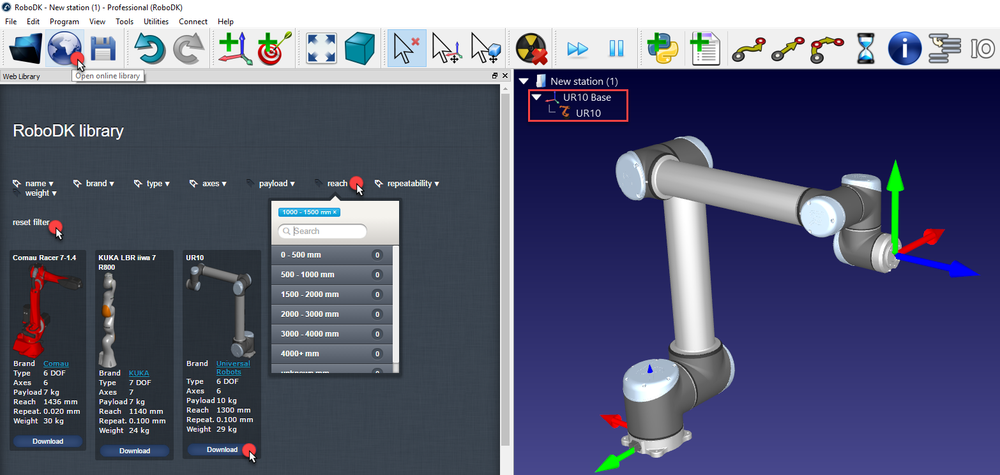 RoboDK - New station (1) - Professional (RoboDK)
File Edit Program View Tools Utilities Connect Help
IO
Web Library
Open online library
RoboDK library
name ▾ brand ▾ type ▾ axes ▾ payload ▾ reach repeatability ▾
weight ▾
reset filter
1000 - 1500 mm ×
Search
0 - 500 mm 0
500 - 1000 mm 0
1500 - 2000 mm 0
2000 - 3000 mm 0
3000 - 4000 mm 0
4000+ mm 0
unknown mm 0
Comau Racer 7-1.4
Brand Comau
Type 6 DOF
Axes 6
Payload 7 kg
Reach 1436 mm
Repeat. 0.020 mm
Weight 30 kg
Download
KUKA LBR iiwa 7
R800
Brand KUKA
Type 7 DOF
Axes 7
Payload 7 kg
Reach 1140 mm
Repeat. 0.100 mm
Weight 24 kg
Download
UR10
Brand Universal
Robots
Type 6 DOF
Axes 6
Payload 10 kg
Reach 1300 mm
Repeat. 0.100 mm
Weight 29 kg
Download
New station (1)
UR10 Base
UR10